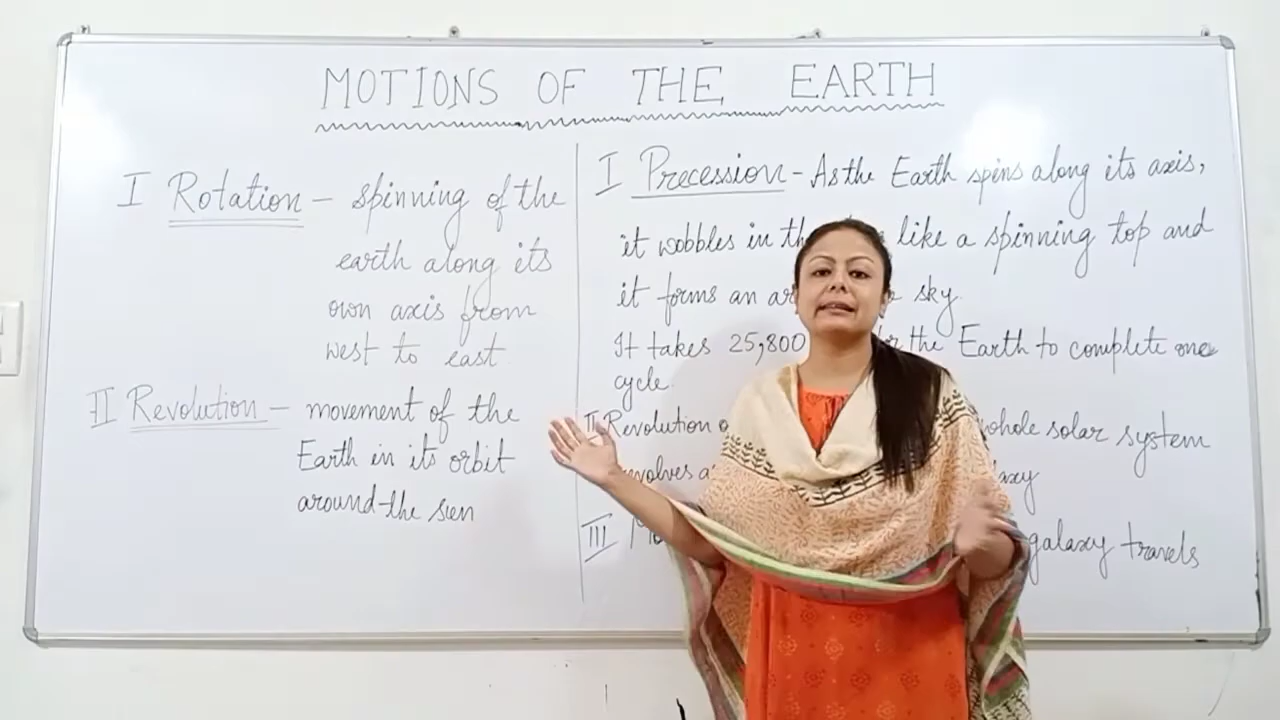 MOTIONS OF THE EARTH
I Rotation - spinning of the
earth along its
own axis from
west to east
II Revolution - movement of the
Earth in its orbit
around the sun
I Precession - As the Earth spins along its axis,
it wobbles in like a spinning top and
it forms an sky.
It takes 25,800 the Earth to complete one
cycle.
II Revolution whole solar system
III galaxy travels